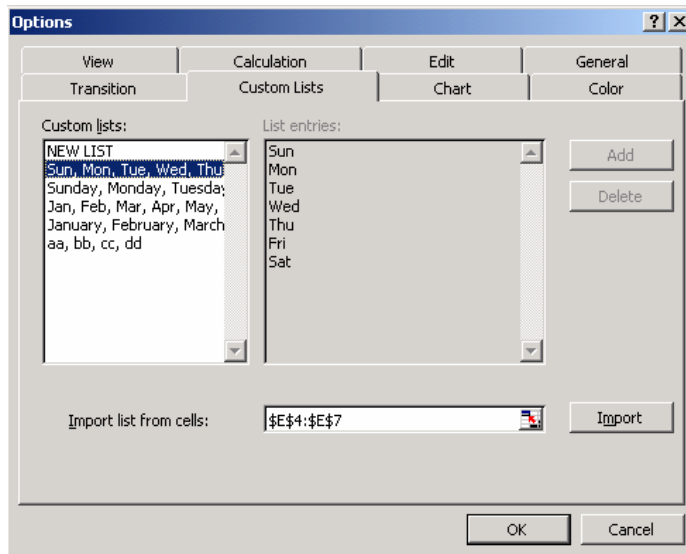 Options
View Calculation Edit General
Transition Custom Lists Chart Color
Custom lists: List entries:
NEW LIST
Sun, Mon, Tue, Wed, Thu
Sunday, Monday, Tuesday
Jan, Feb, Mar, Apr, May,
January, February, March
aa, bb, cc, dd
Sun
Mon
Tue
Wed
Thu
Fri
Sat
Add
Delete
Import list from cells: $E$4:$E$7 Import
OK Cancel